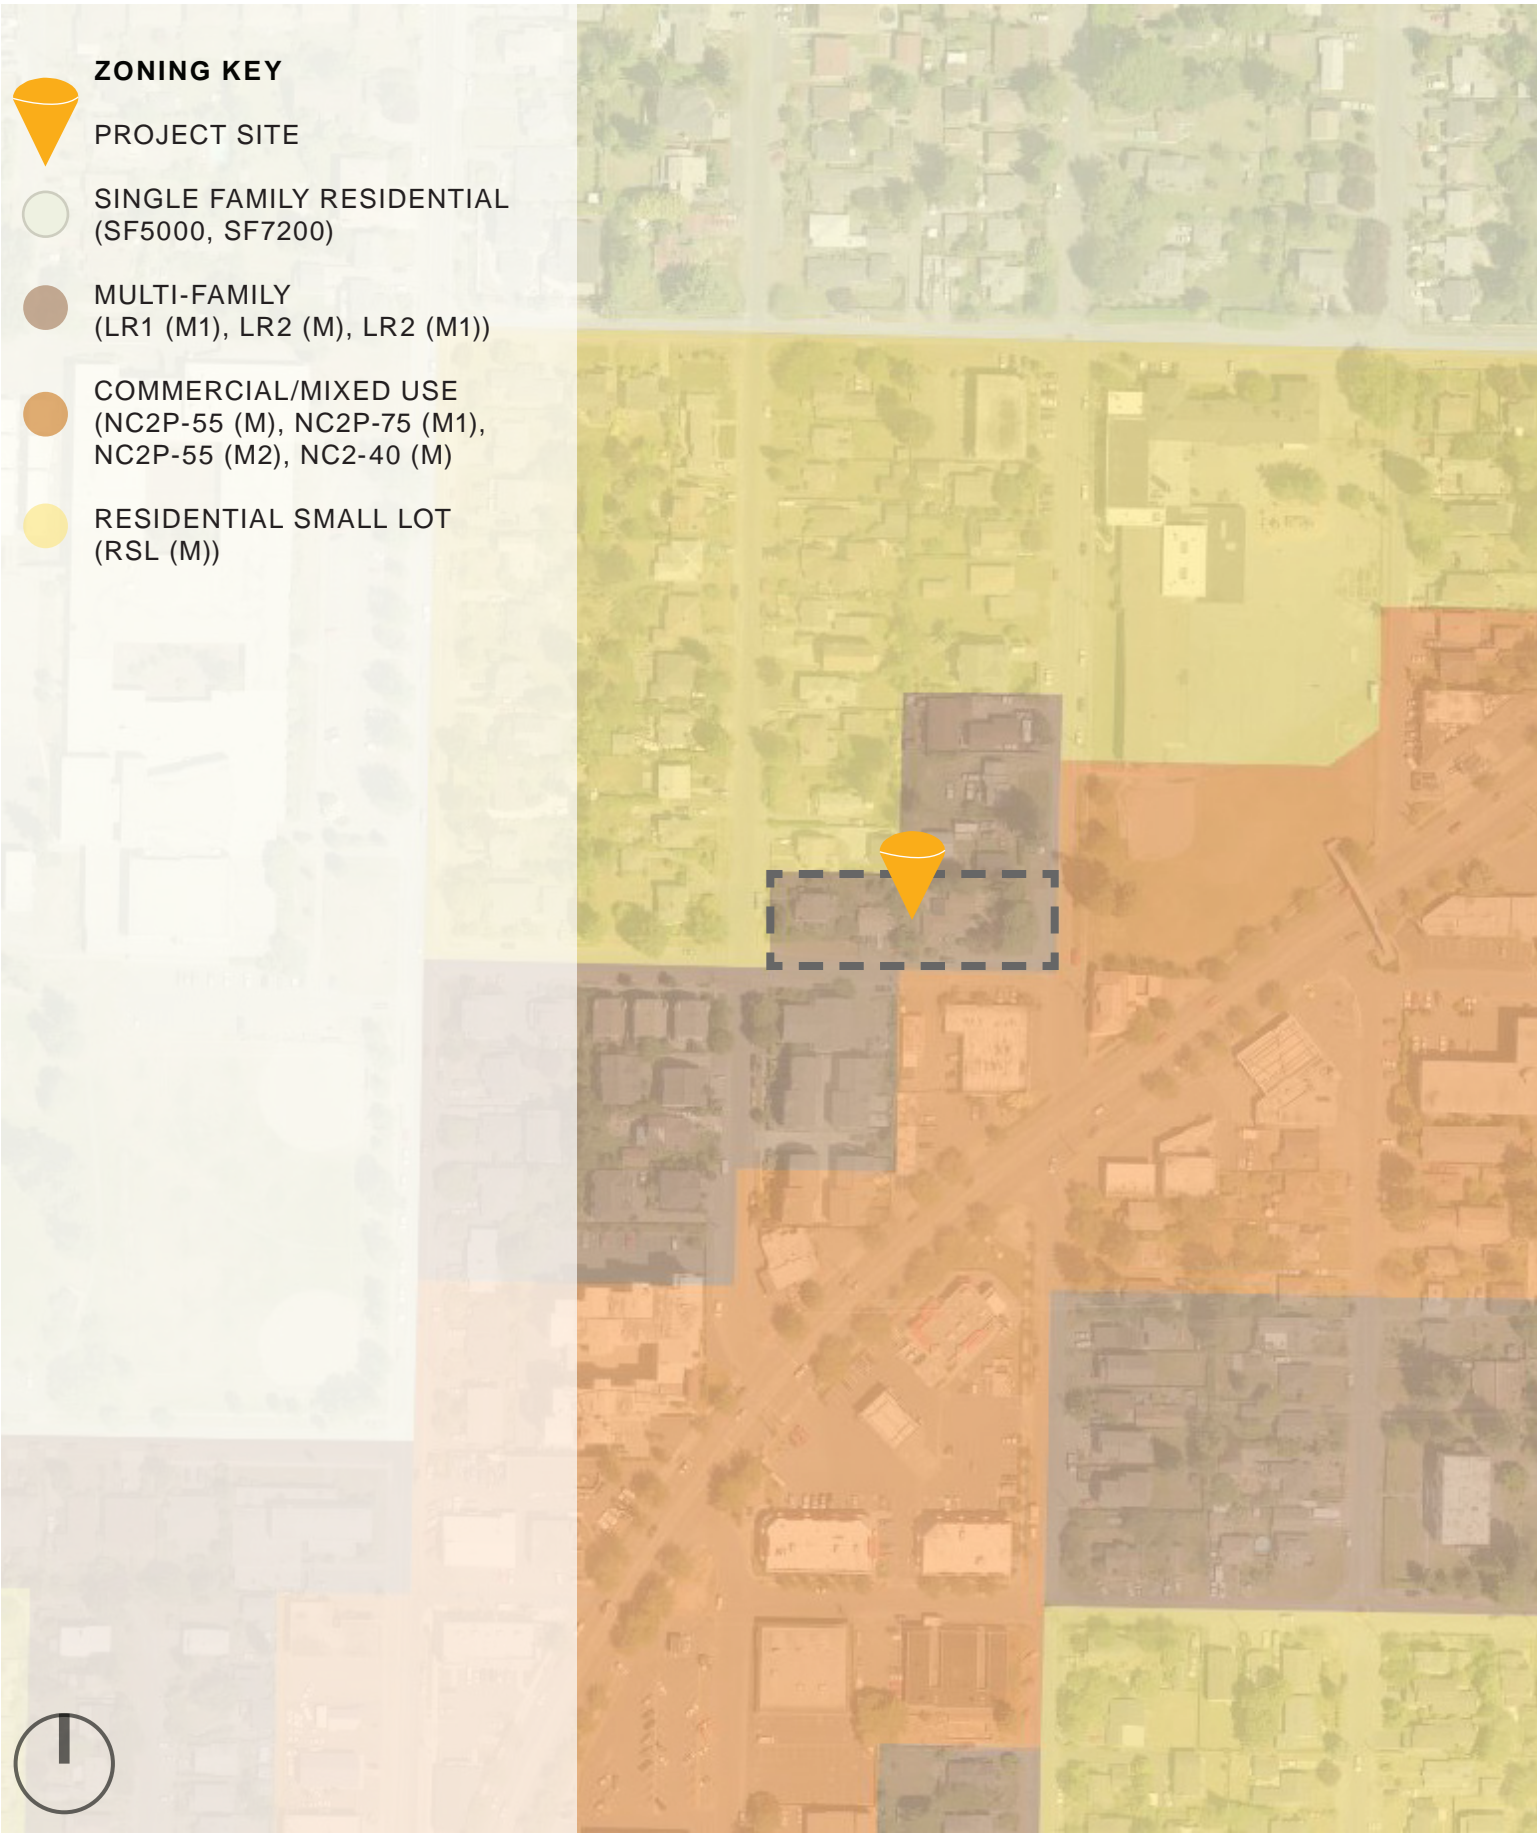 ZONING KEY
PROJECT SITE
SINGLE FAMILY RESIDENTIAL
(SF5000, SF7200)
MULTI-FAMILY
(LR1 (M1), LR2 (M), LR2 (M1))
COMMERCIAL/MIXED USE
(NC2P-55 (M), NC2P-75 (M1),
NC2P-55 (M2), NC2-40 (M)
RESIDENTIAL SMALL LOT
(RSL (M))